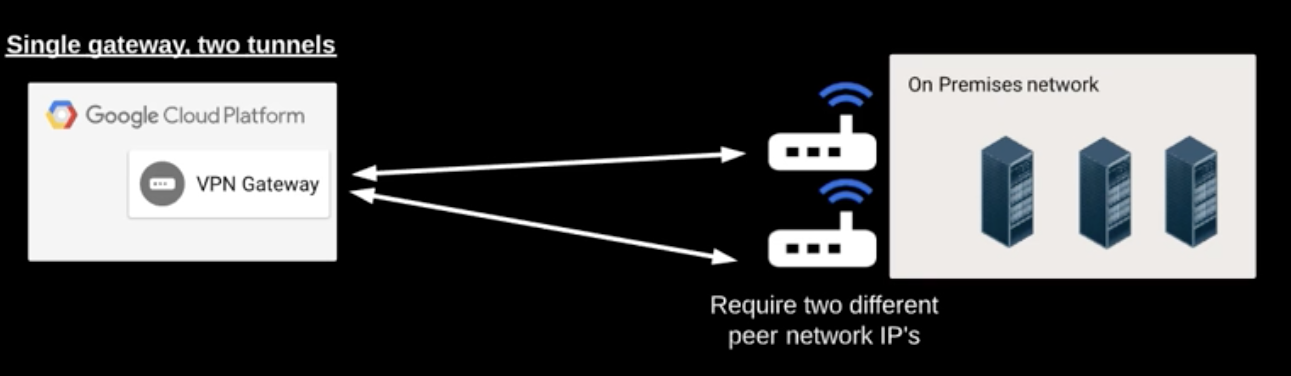 Single gateway, two tunnels
Google Cloud Platform
VPN Gateway
On Premises network
Require two different
peer network IP's